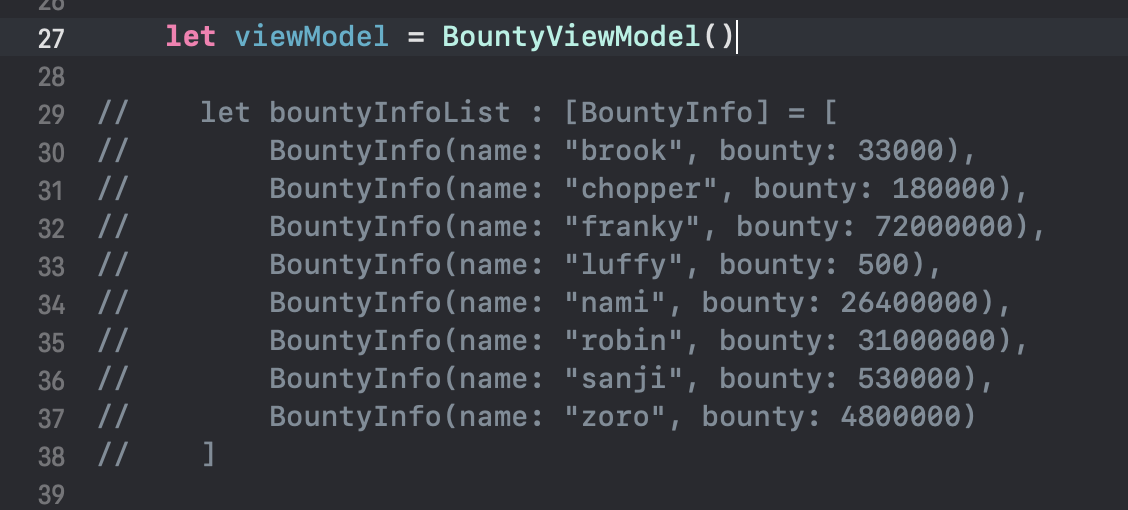 26
27 let viewModel = BountyViewModel()
28
29 // let bountyInfoList : [BountyInfo] = [
30 // BountyInfo(name: "brook", bounty: 33000),
31 // BountyInfo(name: "chopper", bounty: 180000),
32 // BountyInfo(name: "franky", bounty: 72000000),
33 // BountyInfo(name: "luffy", bounty: 500),
34 // BountyInfo(name: "nami", bounty: 26400000),
35 // BountyInfo(name: "robin", bounty: 31000000),
36 // BountyInfo(name: "sanji", bounty: 530000),
37 // BountyInfo(name: "zoro", bounty: 4800000)
38 // ]
39